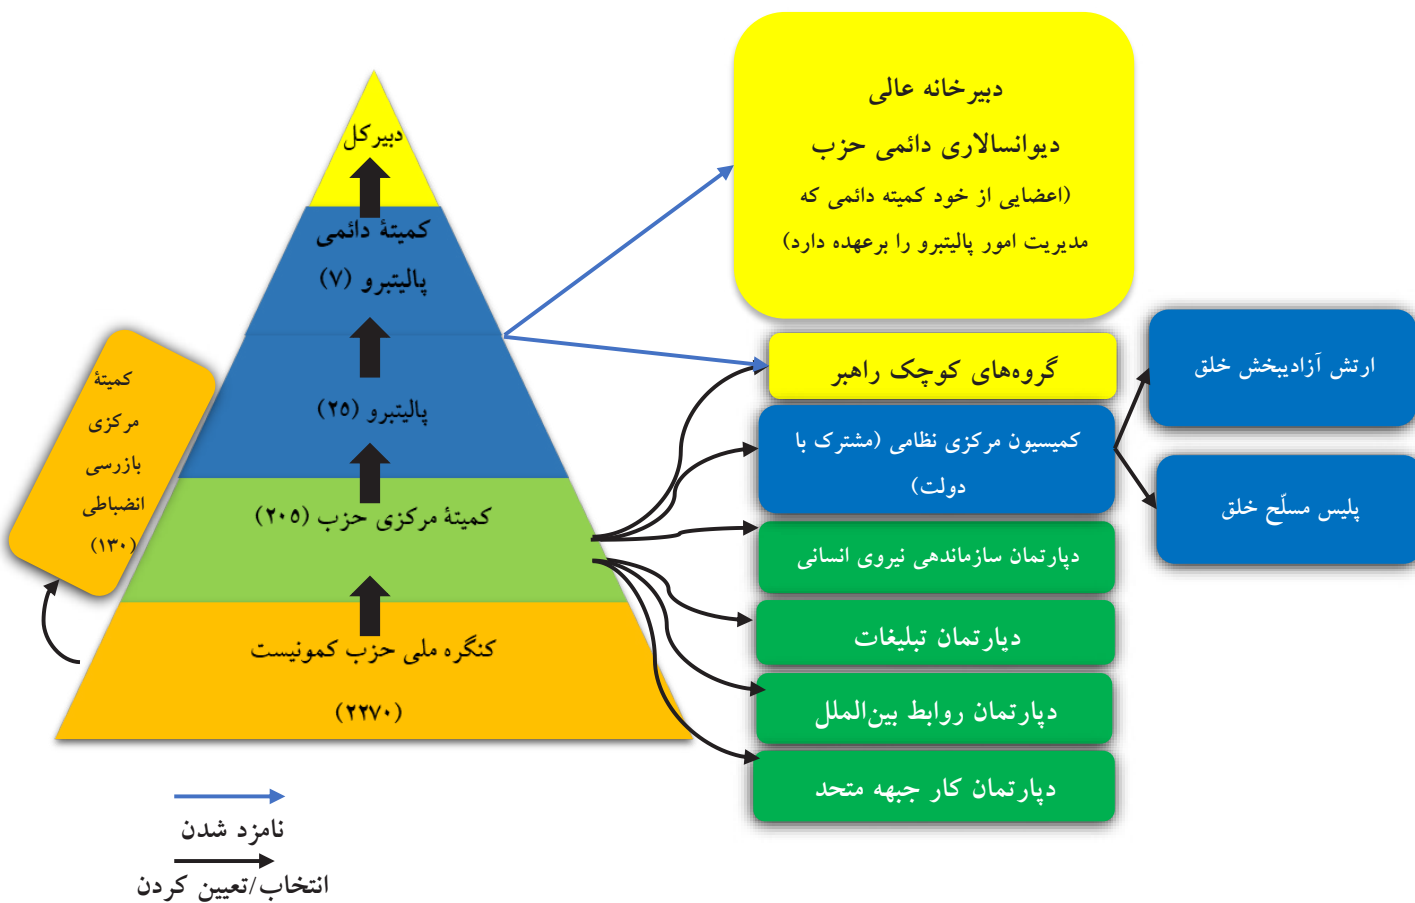 دبیرکل
کمیتهٔ دائمی
پالیتبرو (۷)
پالیتبرو (۲۵)
کمیتهٔ مرکزی حزب (۲۰۵)
کنگره ملی حزب کمونیست
(۲۲۷۰)
کمیتهٔ
مرکزی
بازرسی
انضباطی
(۱۳۰)
دبیرخانه عالی
دیوانسالاری دائمی حزب
(اعضایی از خود کمیته دائمی که
مدیریت امور پالیتبرو را برعهده دارد)
گروه‌های کوچک راهبر
کمیسیون مرکزی نظامی (مشترک با
دولت)
دپارتمان سازماندهی نیروی انسانی
دپارتمان تبلیغات
دپارتمان روابط بین‌الملل
دپارتمان کار جبهه متحد
ارتش آزادیبخش خلق
پلیس مسلّح خلق
نامزد شدن
انتخاب/تعیین کردن